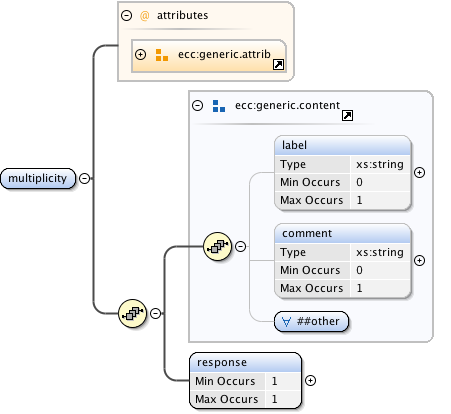 @ attributes
ecc:generic.attrib
ecc:generic.content
label
Type xs:string
Min Occurs 0
Max Occurs 1
multiplicity
comment
Type xs:string
Min Occurs 0
Max Occurs 1
∀ ##other
response
Min Occurs 1
Max Occurs 1